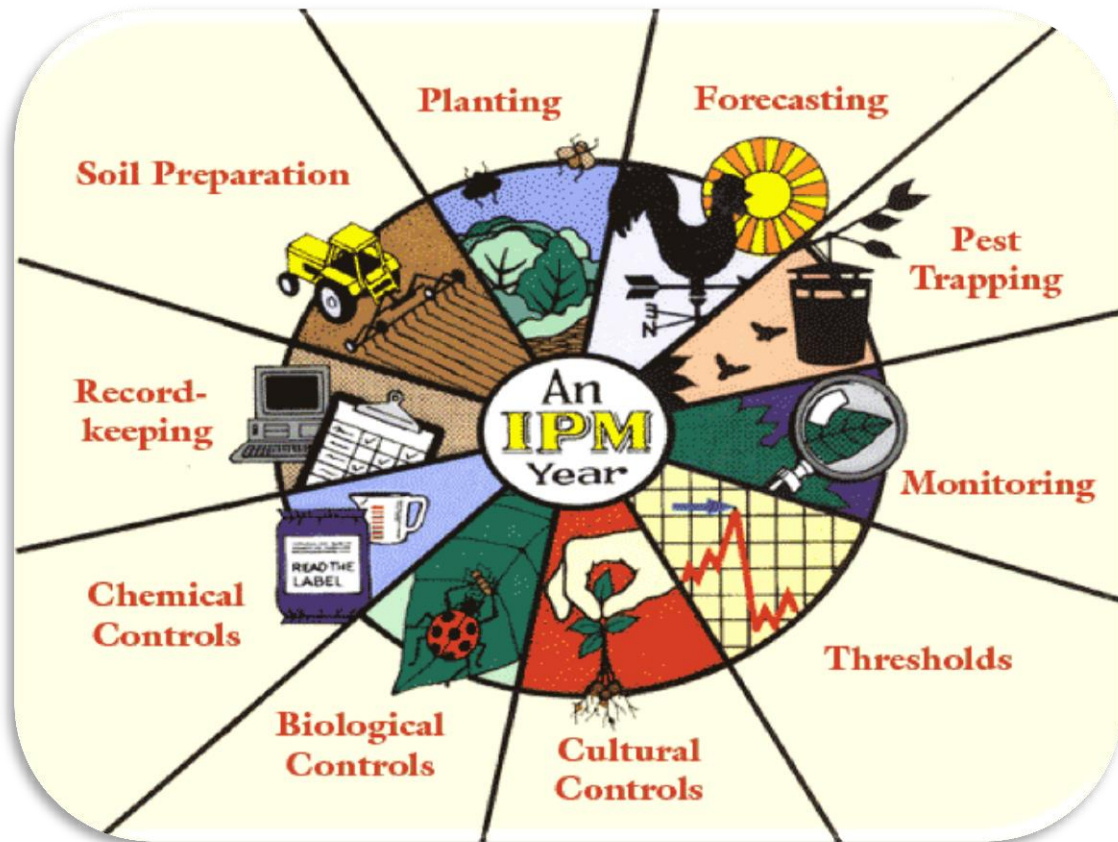 Planting
Forecasting
Soil Preparation
Pest
Trapping
Record-
keeping
An
IPM
Year
Monitoring
READ THE
LABEL
Chemical
Controls
Thresholds
Biological
Controls
Cultural
Controls